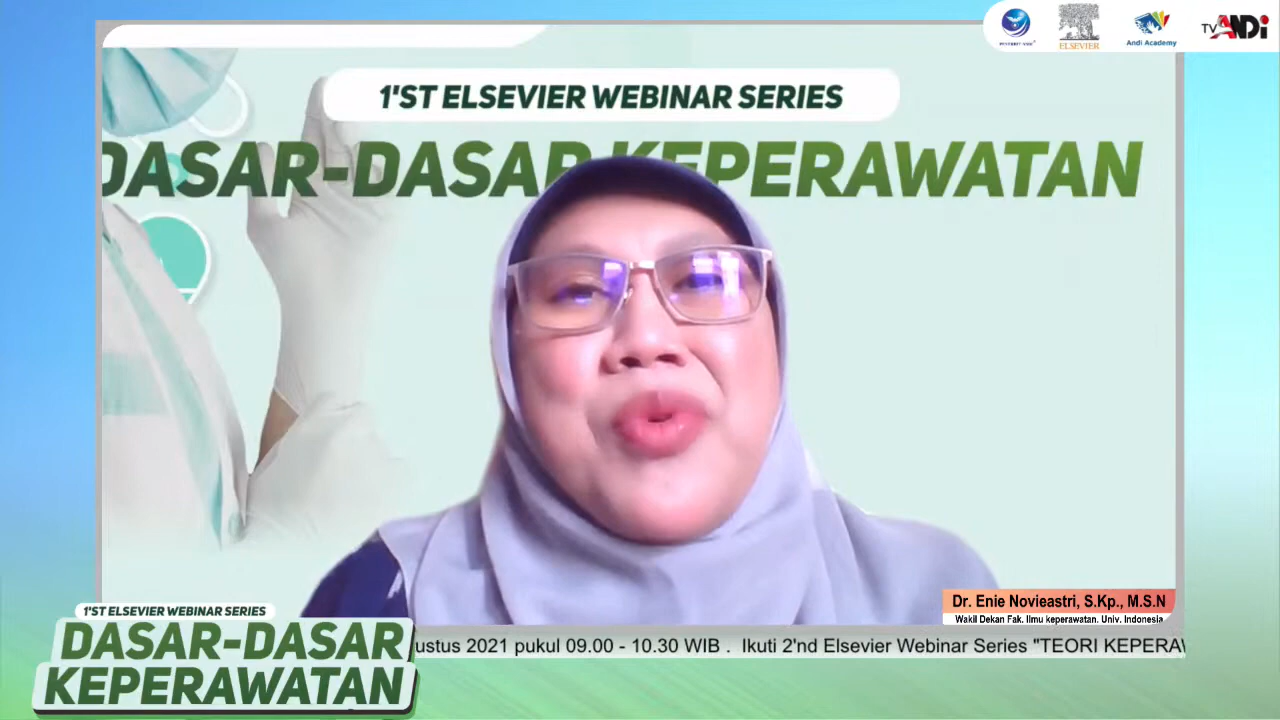 ELSEVIER
Andi Academy
TV ANDi
1'ST ELSEVIER WEBINAR SERIES
DASAR-DASAR KEPERAWATAN
Dr. Enie Novieastri, S.Kp., M.S.N
Wakil Dekan Fak. Ilmu keperawatan. Univ. Indonesia
1'ST ELSEVIER WEBINAR SERIES
DASAR-DASAR
KEPERAWATAN
ustus 2021 pukul 09.00 - 10.30 WIB . Ikuti 2'nd Elsevier Webinar Series "TEORI KEPERAW